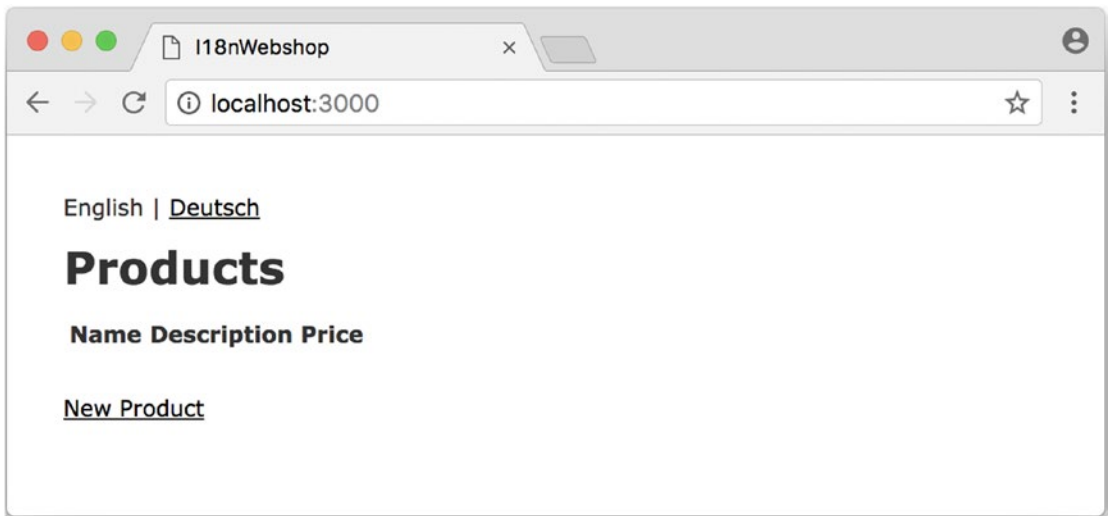 I18nWebshop
localhost:3000
English | Deutsch
Products
Name Description Price
New Product